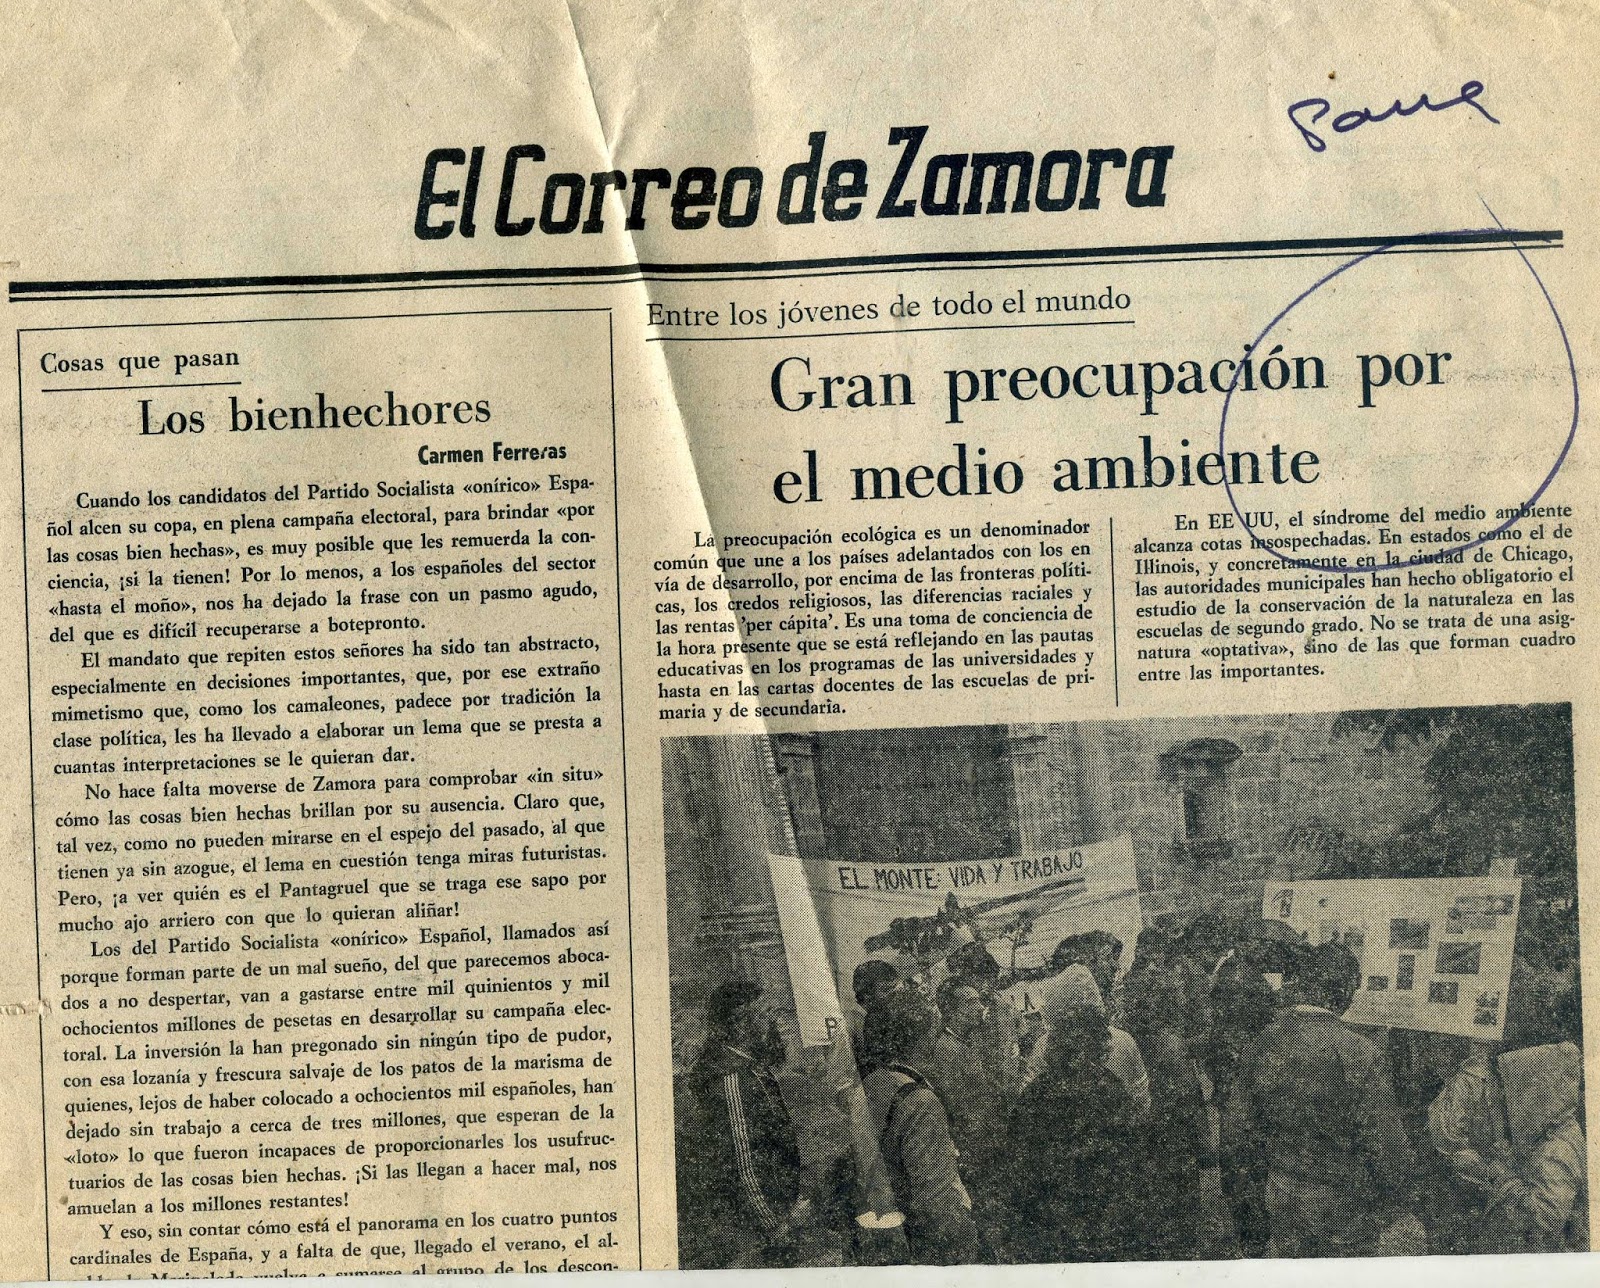 El Correo de Zamora
Cosas que pasan
Los bienhechores
Carmen Ferreras
Cuando los candidatos del Partido Socialista «onírico» Espa-
ñol alcen su copa, en plena campaña electoral, para brindar «por
las cosas bien hechas», es muy posible que les remuerda la con-
ciencia, ¡si la tienen! Por lo menos, a los españoles del sector
«hasta el moño», nos ha dejado la frase con un pasmo agudo,
del que es difícil recuperarse a botepronto.
El mandato que repiten estos señores ha sido tan abstracto,
especialmente en decisiones importantes, que, por ese extraño
mimetismo que, como los camaleones, padece por tradición la
clase política, les ha llevado a elaborar un lema que se presta a
cuantas interpretaciones se le quieran dar.
No hace falta moverse de Zamora para comprobar «in situ»
cómo las cosas bien hechas brillan por su ausencia. Claro que,
tal vez, como no pueden mirarse en el espejo del pasado, al que
tienen ya sin azogue, el lema en cuestión tenga miras futuristas.
Pero, ¡a ver quién es el Pantagruel que se traga ese sapo por
mucho ajo arriero con que lo quieran aliñar!
Los del Partido Socialista «onírico» Español, llamados así
porque forman parte de un mal sueño, del que parecemos aboca-
dos a no despertar, van a gastarse entre mil quinientos y mil
ochocientos millones de pesetas en desarrollar su campaña elec-
toral. La inversión la han pregonado sin ningún tipo de pudor,
con esa lozanía y frescura salvaje de los patos de la marisma de
quienes, lejos de haber colocado a ochocientos mil españoles, han
dejado sin trabajo a cerca de tres millones, que esperan de la
«loto» lo que fueron incapaces de proporcionarles los usufruc-
tuarios de las cosas bien hechas. ¡Si las llegan a hacer mal, nos
amuelan a los millones restantes!
Y eso, sin contar cómo está el panorama en los cuatro puntos
cardinales de España, y a falta de que, llegado el verano, el al-
de Marinaleda vuelva a sumarse al grupo de los descon-
Entre los jóvenes de todo el mundo
Gran preocupación por
el medio ambiente
La preocupación ecológica es un denominador
común que une a los países adelantados con los en
vía de desarrollo, por encima de las fronteras políti-
cas, los credos religiosos, las diferencias raciales y
las rentas 'per cápita'. Es una toma de conciencia de
la hora presente que se está reflejando en las pautas
educativas en los programas de las universidades y
hasta en las cartas docentes de las escuelas de pri-
maria y de secundaria.
En EE UU, el síndrome del medio ambiente
alcanza cotas insospechadas. En estados como el de
Illinois, y concretamente en la ciudad de Chicago,
las autoridades municipales han hecho obligatorio el
estudio de la conservación de la naturaleza en las
escuelas de segundo grado. No se trata de una asig-
natura «optativa», sino de las que forman cuadro
entre las importantes.
EL MONTE: VIDA Y TRABAJO
P
LA